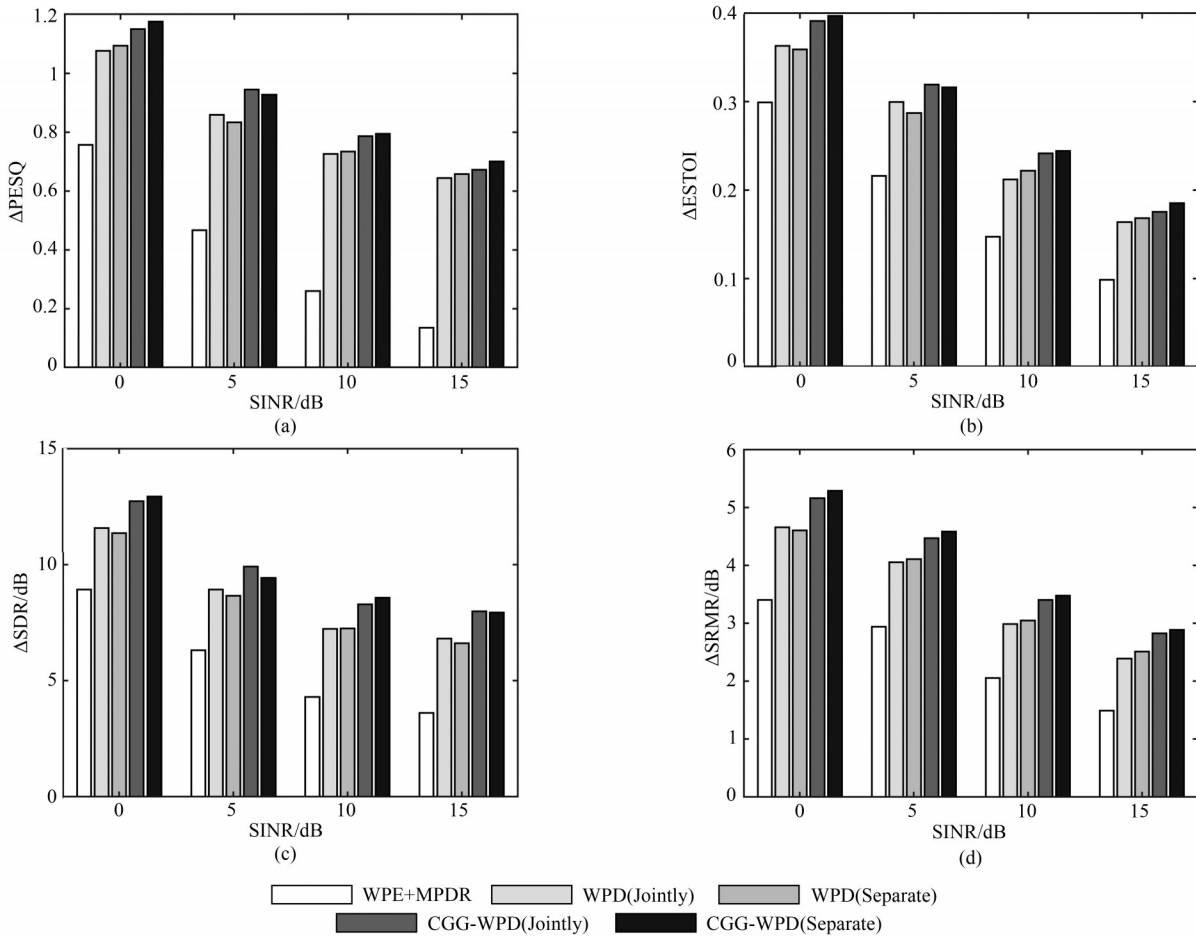 1.2
1
0.8
0.6
0.4
0.2
0
ΔPESQ
0 5 10 15
SINR/dB
(a)
0.4
0.3
0.2
0.1
0
ΔESTOI
0 5 10 15
SINR/dB
(b)
15
10
5
0
ΔSDR/dB
0 5 10 15
SINR/dB
(c)
6
5
4
3
2
1
0
ΔSRMR/dB
0 5 10 15
SINR/dB
(d)
WPE+MPDR WPD(Jointly) WPD(Separate)
CGG-WPD(Jointly) CGG-WPD(Separate)